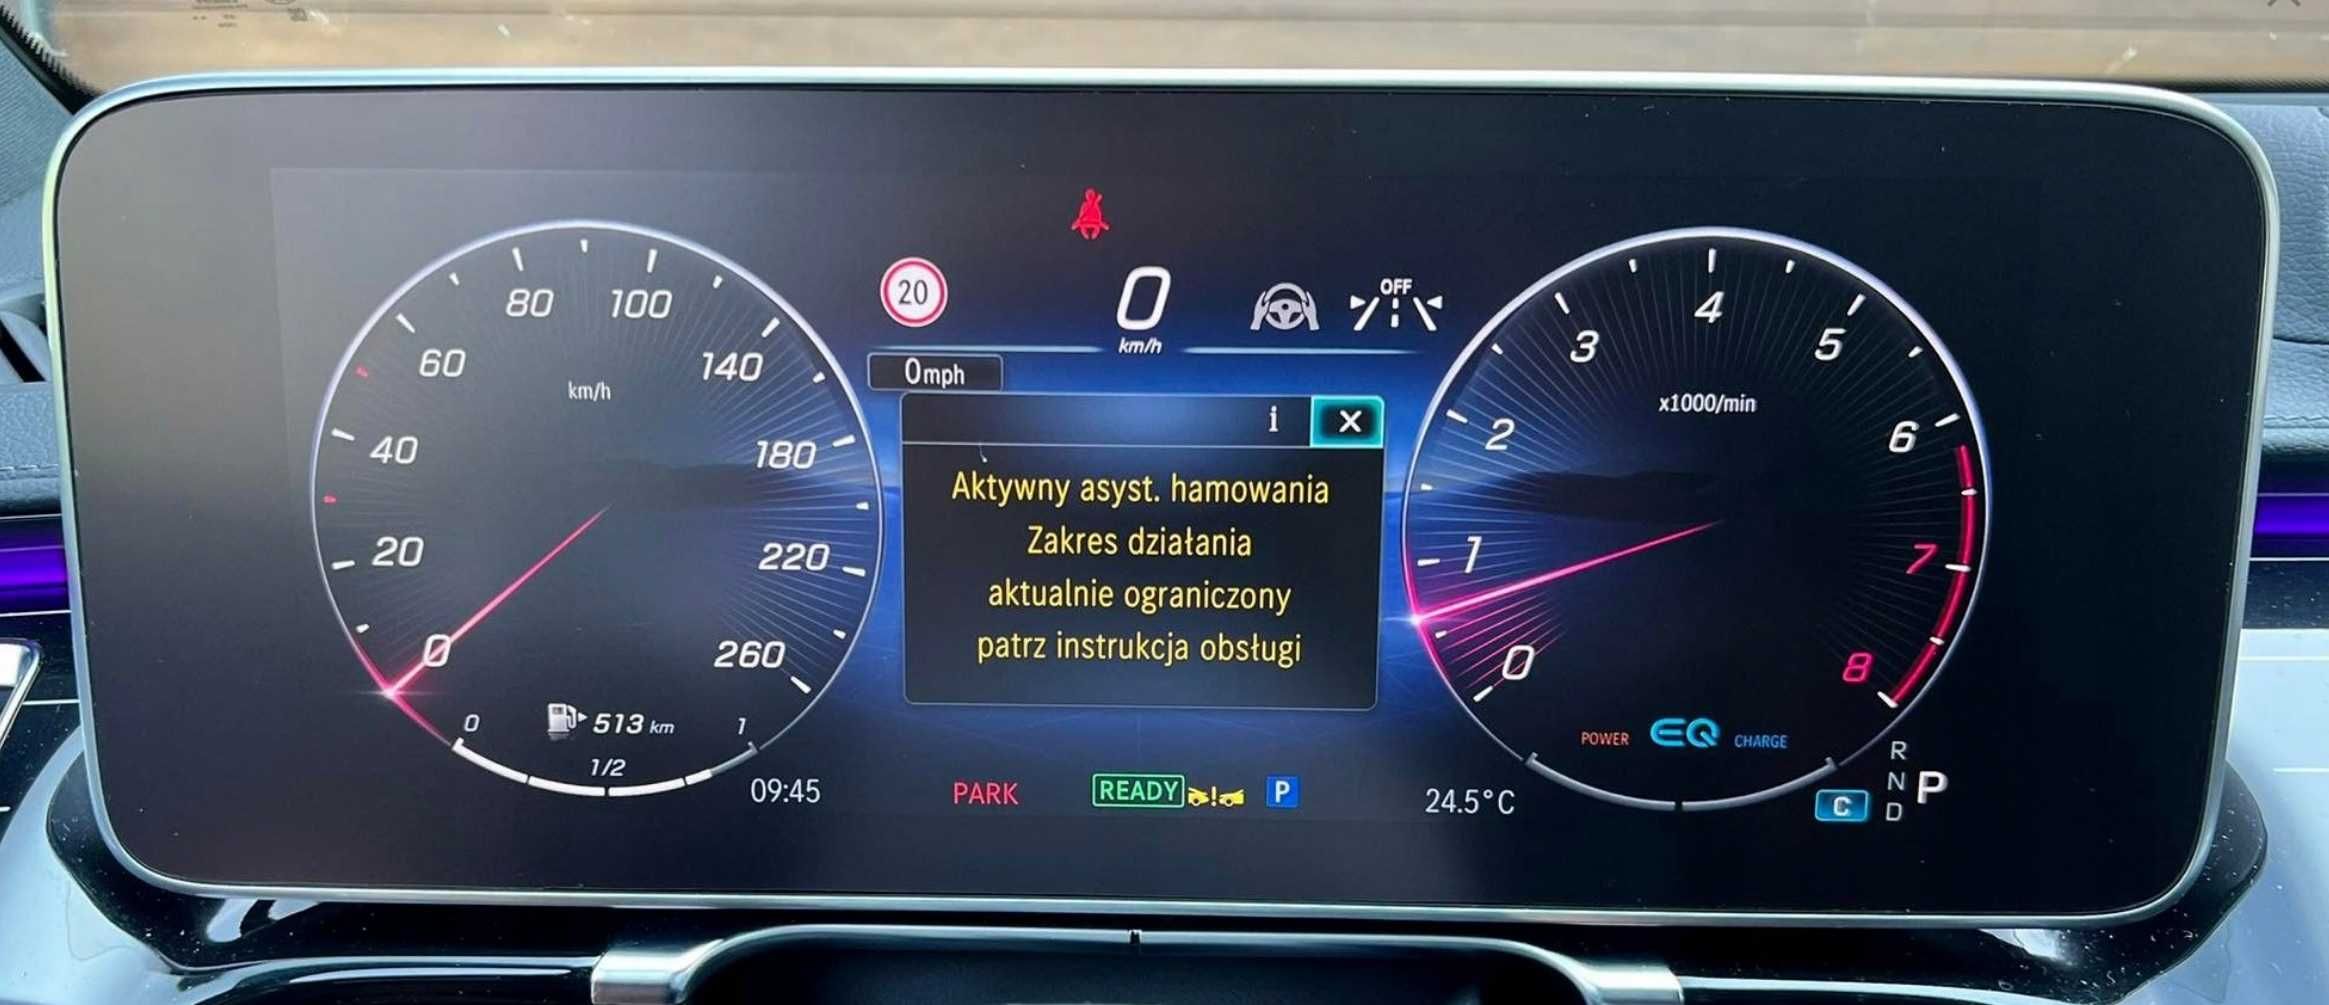 OFF
20
0
km/h
0 mph
i X
Aktywny asyst. hamowania
Zakres działania
aktualnie ograniczony
patrz instrukcja obsługi
0 20 40 60 80 100 140 180 220 260
km/h
513 km
0 1/2 1
0 1 2 3 4 5 6 7 8
x1000/min
POWER EQ CHARGE
09:45
PARK
READY
P
24.5°C
C
R
N
D
P